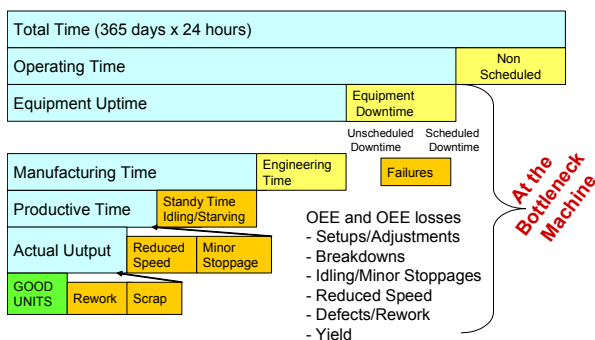 Total Time (365 days x 24 hours)
Operating Time
Non
Scheduled
Equipment Uptime
Equipment
Downtime
Unscheduled
Downtime
Scheduled
Downtime
Manufacturing Time
Engineering
Time
Failures
Productive Time
Standy Time
Idling/Starving
Actual Uutput
Reduced
Speed
Minor
Stoppage
GOOD
UNITS
Rework
Scrap
OEE and OEE losses
- Setups/Adjustments
- Breakdowns
- Idling/Minor Stoppages
- Reduced Speed
- Defects/Rework
- Yield
At the
Bottleneck
Machine